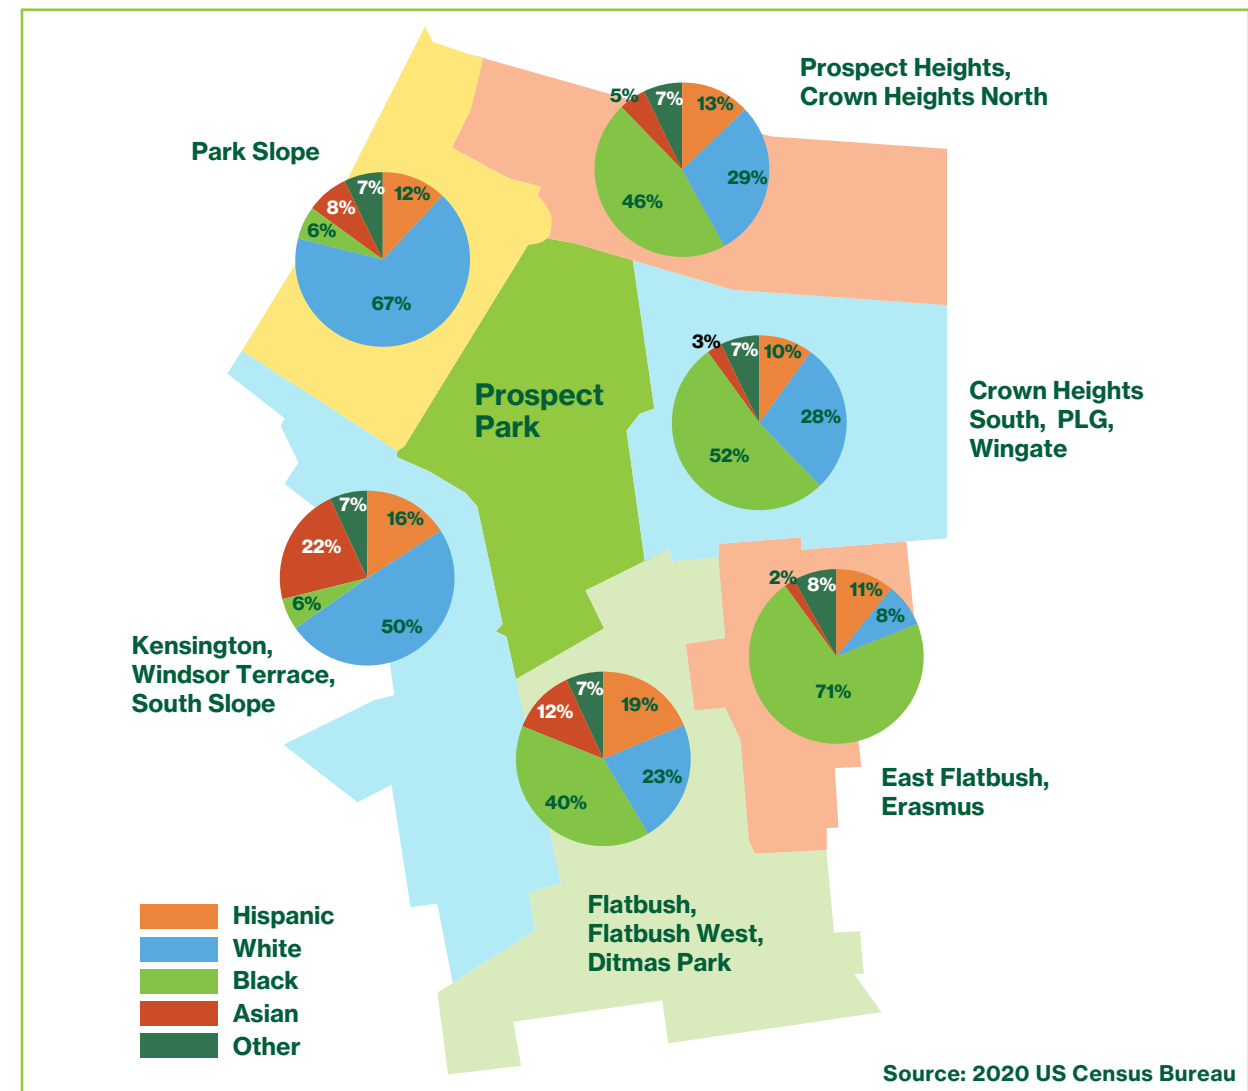 Prospect Heights,
Crown Heights North
5%
7%
13%
29%
46%
Park Slope
7%
12%
8%
6%
67%
Prospect
Park
3%
7%
10%
28%
52%
Crown Heights
South, PLG,
Wingate
7%
16%
22%
6%
50%
Kensington,
Windsor Terrace,
South Slope
2%
8%
11%
8%
71%
East Flatbush,
Erasmus
7%
19%
12%
23%
40%
Flatbush,
Flatbush West,
Ditmas Park
Hispanic
White
Black
Asian
Other
Source: 2020 US Census Bureau